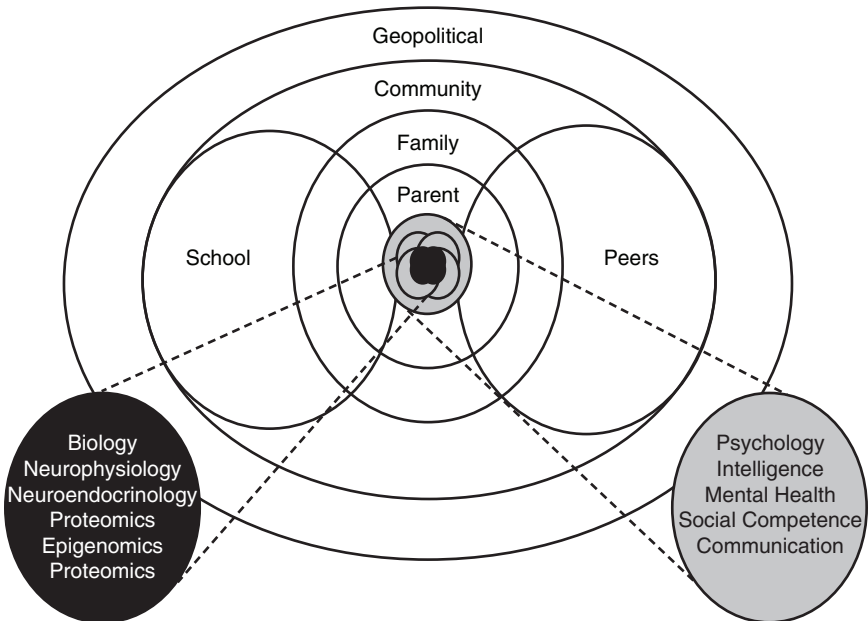 Geopolitical
Community
Family
Parent
School
Peers
Biology
Neurophysiology
Neuroendocrinology
Proteomics
Epigenomics
Proteomics
Psychology
Intelligence
Mental Health
Social Competence
Communication